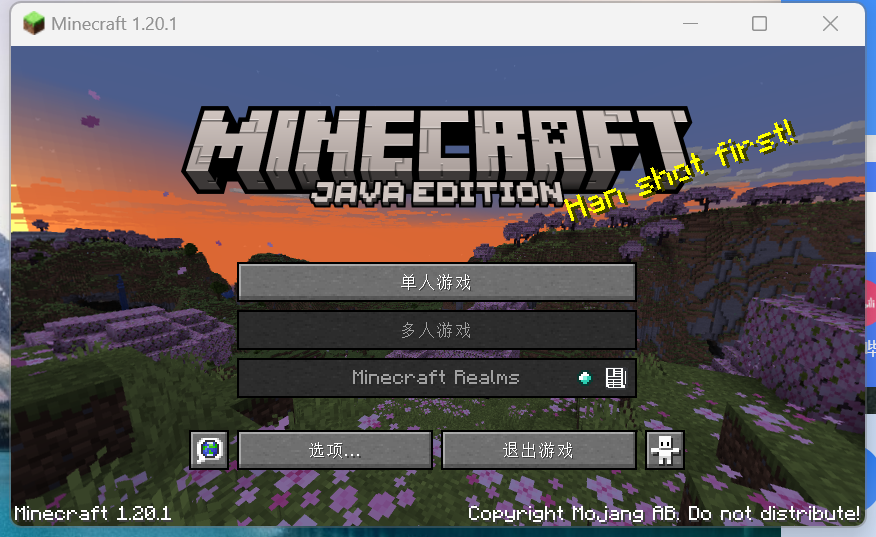 Minecraft 1.20.1
MINECRAFT
JAVA EDITION
Han shot first!
单人游戏
多人游戏
Minecraft Realms
选项...
退出游戏
Minecraft 1.20.1
Copyright Mojang AB. Do not distribute!